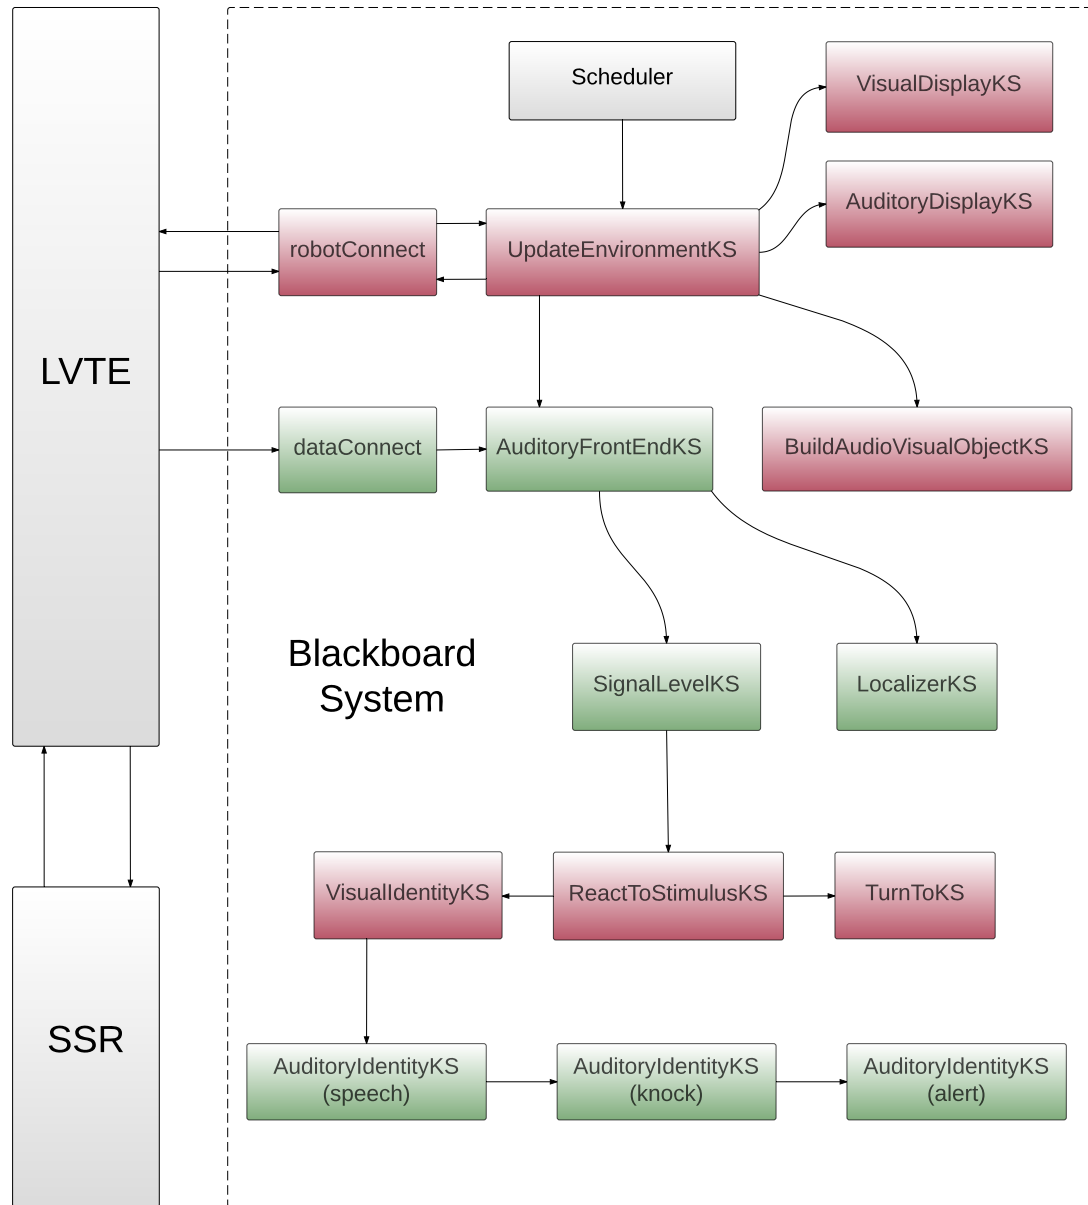 Scheduler
VisualDisplayKS
AuditoryDisplayKS
robotConnect
UpdateEnvironmentKS
LVTE
dataConnect
AuditoryFrontEndKS
BuildAudioVisualObjectKS
Blackboard
System
SignalLevelKS
LocalizerKS
VisualIdentityKS
ReactToStimulusKS
TurnToKS
SSR
AuditoryIdentityKS
(speech)
AuditoryIdentityKS
(knock)
AuditoryIdentityKS
(alert)